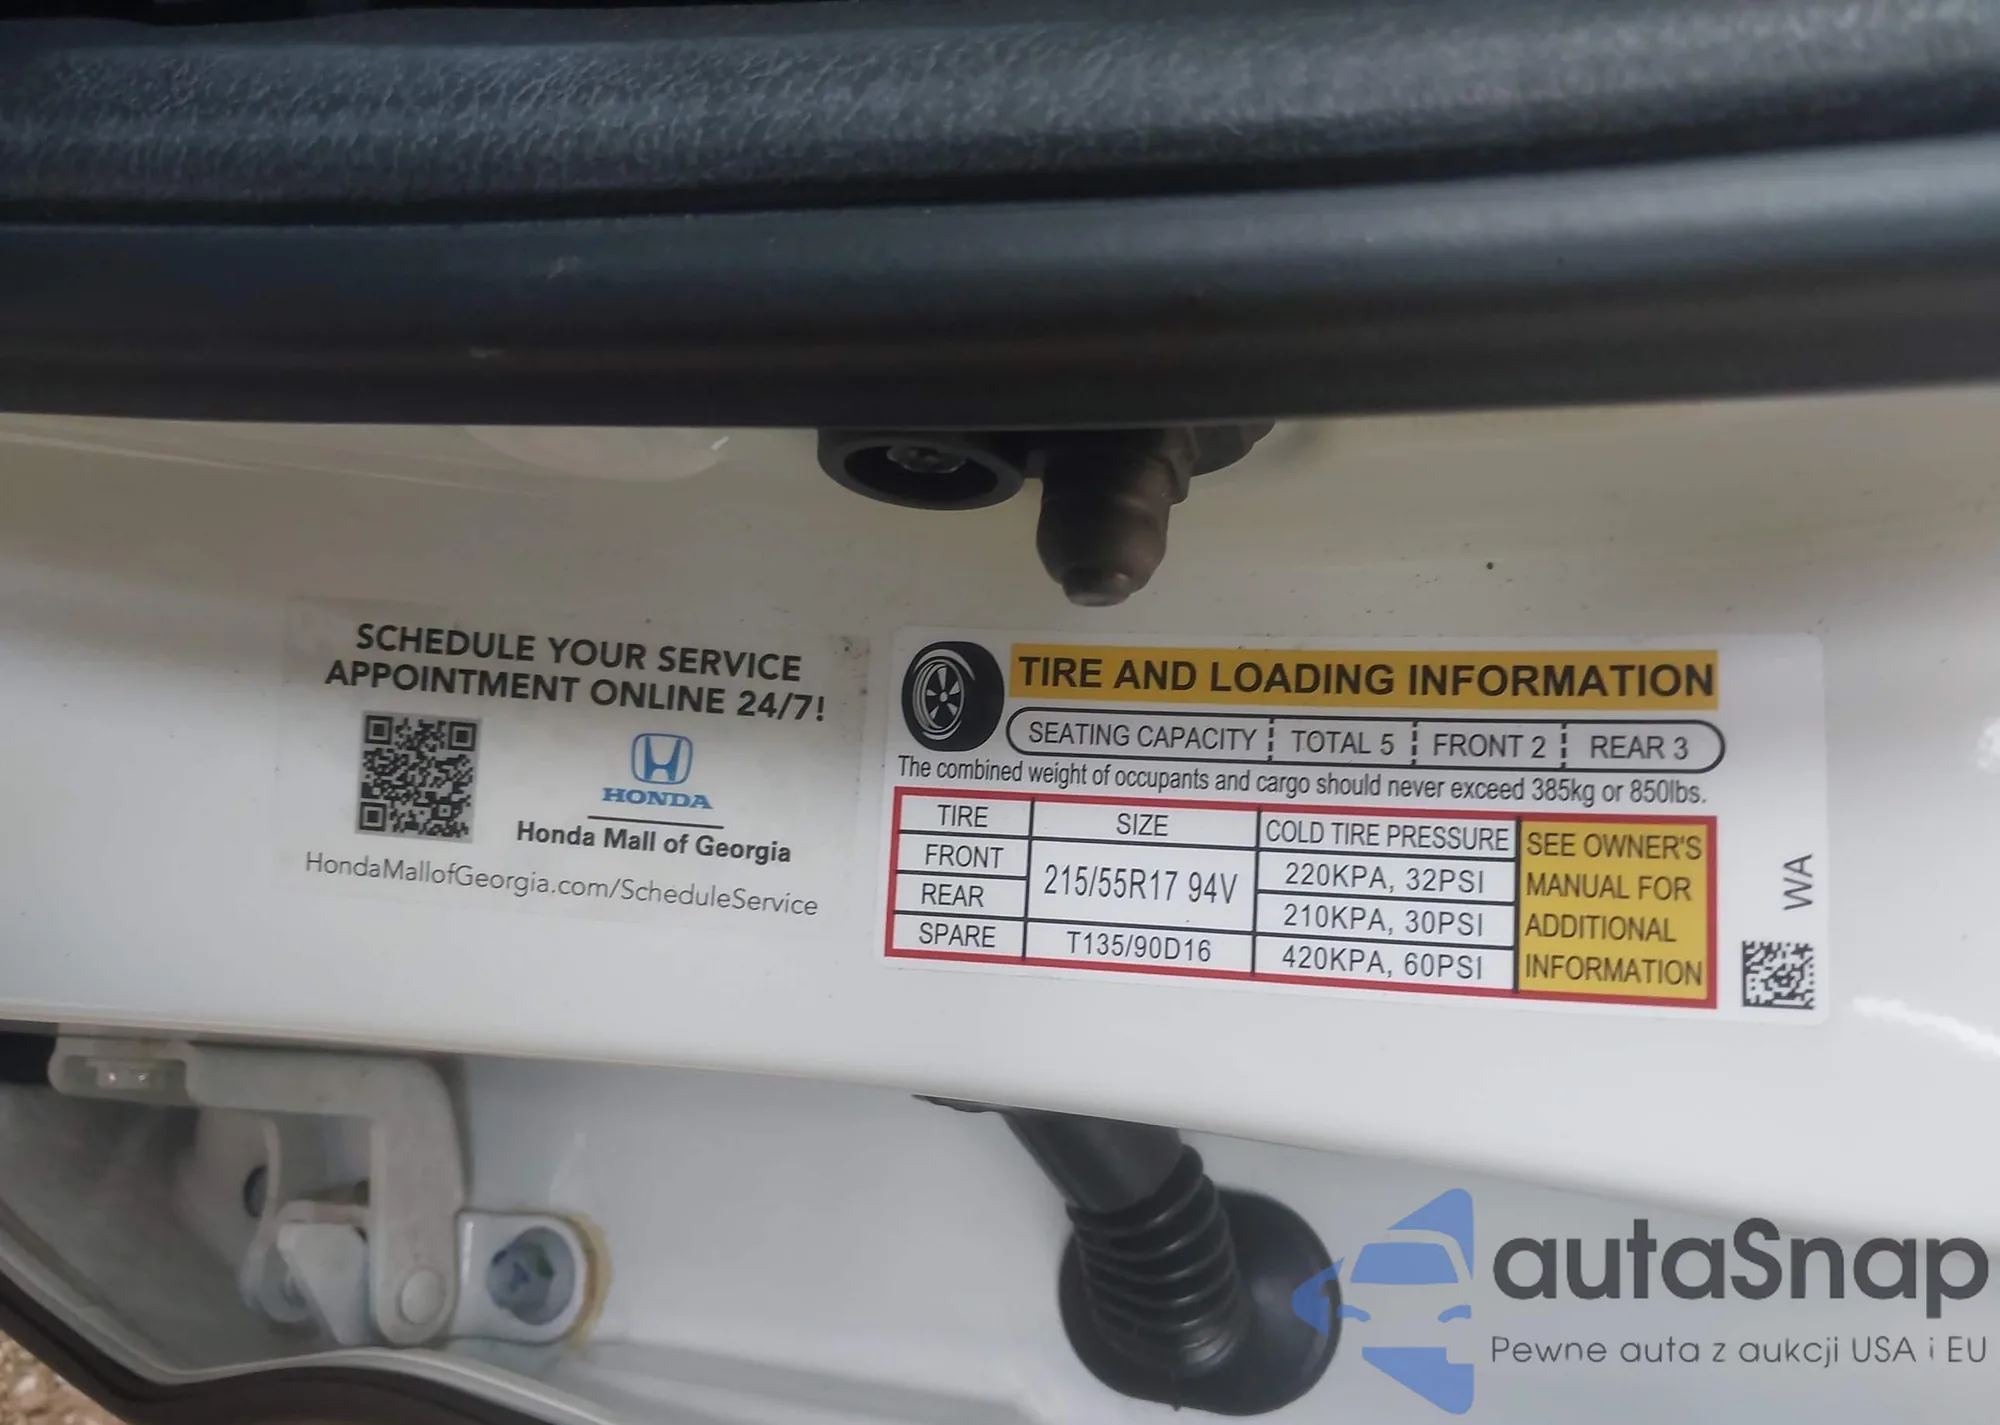 SCHEDULE YOUR SERVICE
APPOINTMENT ONLINE 24/7!
HONDA
Honda Mall of Georgia
HondaMallofGeorgia.com/ScheduleService
TIRE AND LOADING INFORMATION
SEATING CAPACITY TOTAL 5 FRONT 2 REAR 3
The combined weight of occupants and cargo should never exceed 385kg or 850lbs.
TIRE SIZE COLD TIRE PRESSURE
FRONT 215/55R17 94V 220KPA, 32PSI
REAR 210KPA, 30PSI
SPARE T135/90D16 420KPA, 60PSI
SEE OWNER'S
MANUAL FOR
ADDITIONAL
INFORMATION
WA
autaSnap
Pewne auta z aukcji USA i EU